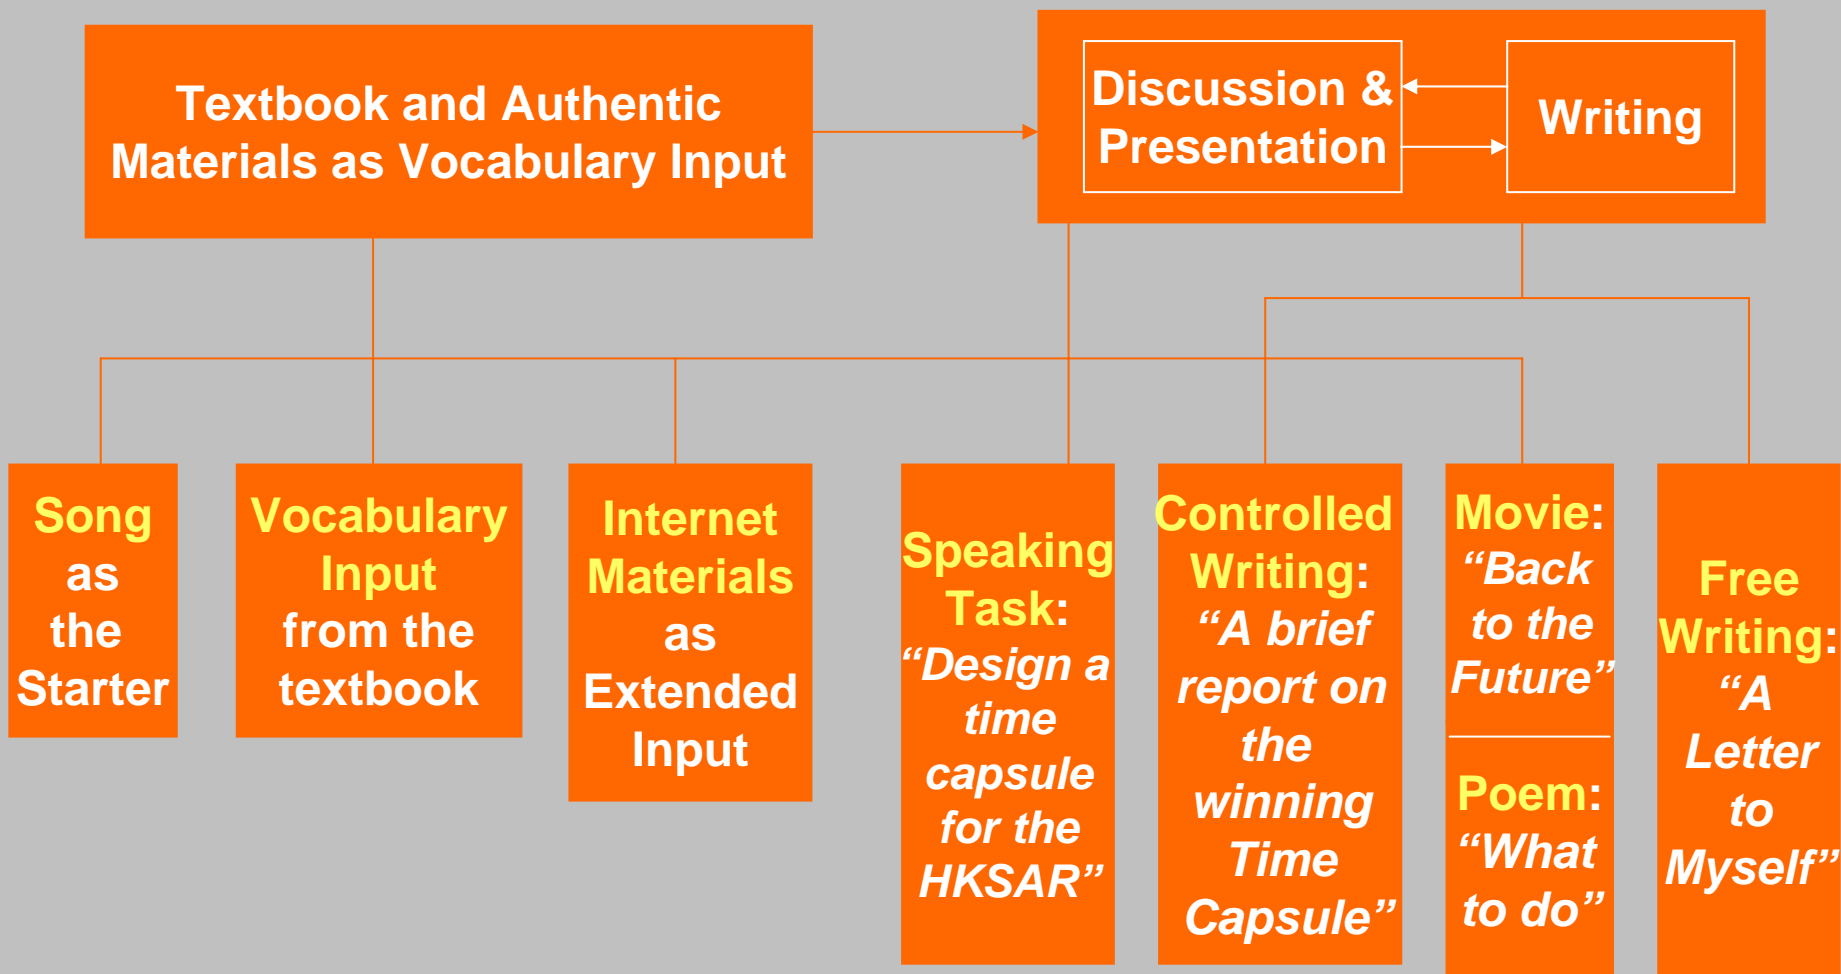 Textbook and Authentic
Materials as Vocabulary Input
Discussion &
Presentation
Writing
Song
as
the
Starter
Vocabulary
Input
from the
textbook
Internet
Materials
as
Extended
Input
Speaking
Task:
“Design a
time
capsule
for the
HKSAR”
Controlled
Writing:
“A brief
report on
the
winning
Time
Capsule”
Movie:
“Back
to the
Future”
Poem:
“What
to do”
Free
Writing:
“A
Letter
to
Myself”